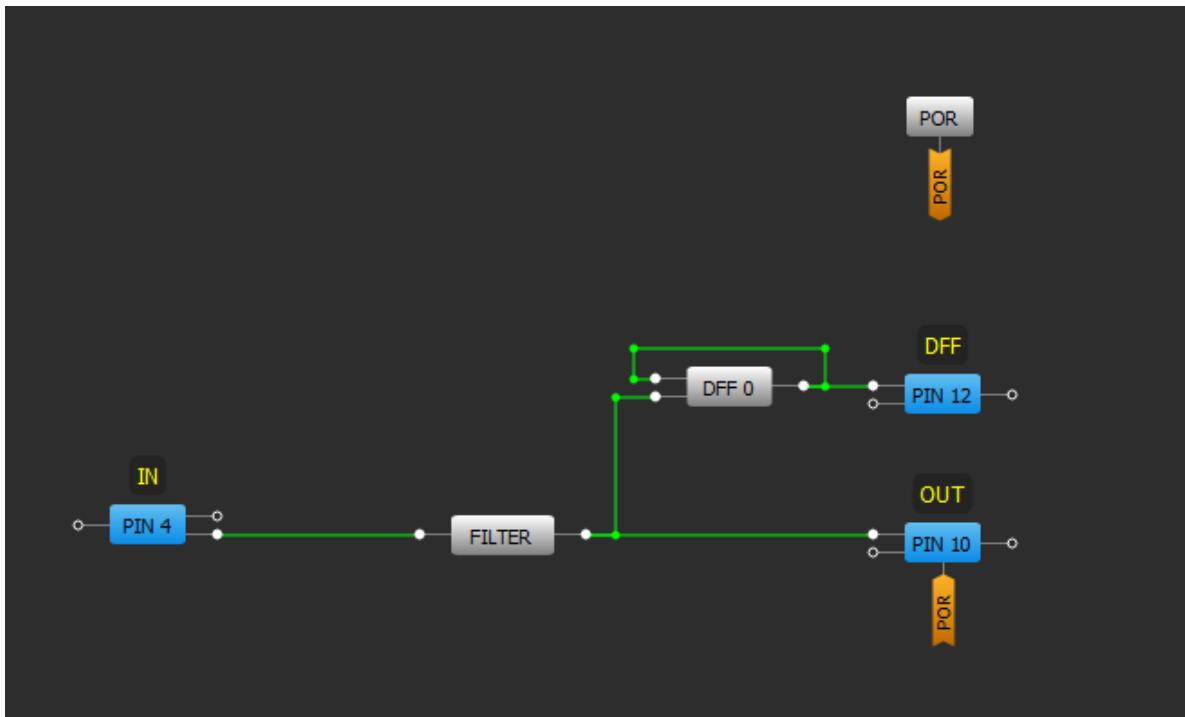 POR
POR
DFF
DFF 0
PIN 12
IN
OUT
PIN 4
FILTER
PIN 10
POR